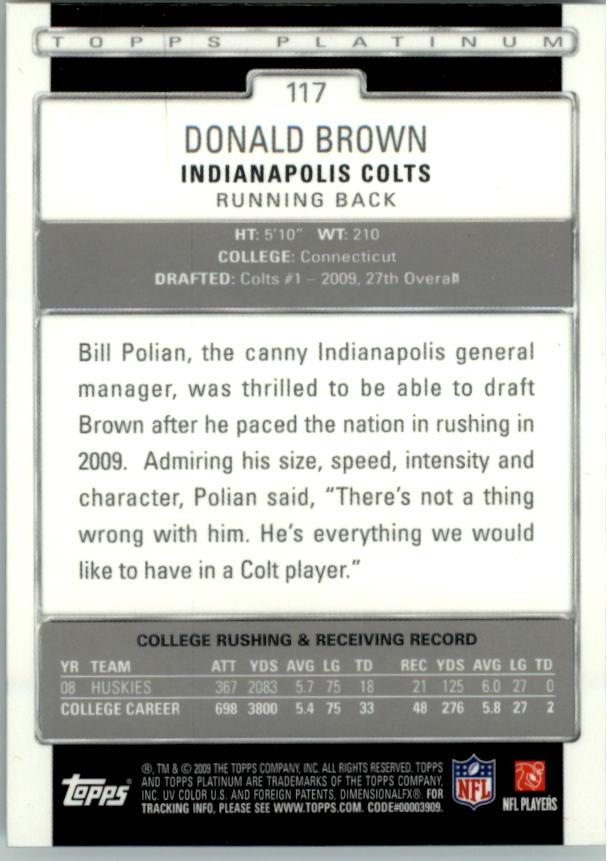 TOPPS PLATINUM
117
DONALD BROWN
INDIANAPOLIS COLTS
RUNNING BACK
HT: 5'10" WT: 210
COLLEGE: Connecticut
DRAFTED: Colts #1 – 2009, 27th Overall
Bill Polian, the canny Indianapolis general
manager, was thrilled to be able to draft
Brown after he paced the nation in rushing in
2009. Admiring his size, speed, intensity and
character, Polian said, “There’s not a thing
wrong with him. He’s everything we would
like to have in a Colt player.”
COLLEGE RUSHING & RECEIVING RECORD
YR TEAM ATT YDS AVG LG TD REC YDS AVG LG TD
08 HUSKIES 367 2083 5.7 75 18 21 125 6.0 27 0
COLLEGE CAREER 698 3800 5.4 75 33 48 276 5.8 27 2
Topps®
®, TM & © 2009 THE TOPPS COMPANY, INC. ALL RIGHTS RESERVED. TOPPS
AND TOPPS PLATINUM ARE TRADEMARKS OF THE TOPPS COMPANY,
INC. UV COLOR U.S. AND FOREIGN PATENTS, DIMENSIONALFX®. FOR
TRACKING INFO, PLEASE SEE WWW.TOPPS.COM. CODE#00003909.
NFL
NFL PLAYERS